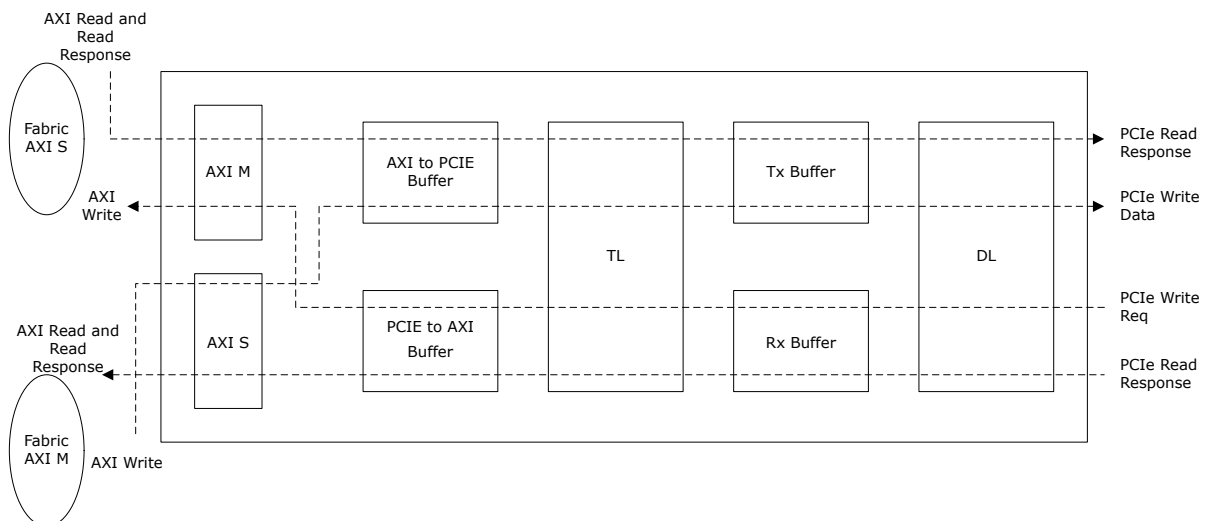 AXI Read and
Read
Response
Fabric
AXI S
AXI
Write
AXI M
AXI to PCIE
Buffer
TL
Tx Buffer
DL
PCIe Read
Response
PCIe Write
Data
AXI S
PCIE to AXI
Buffer
Rx Buffer
PCIe Write
Req
PCIe Read
Response
AXI Read and
Read
Response
Fabric
AXI M
AXI Write